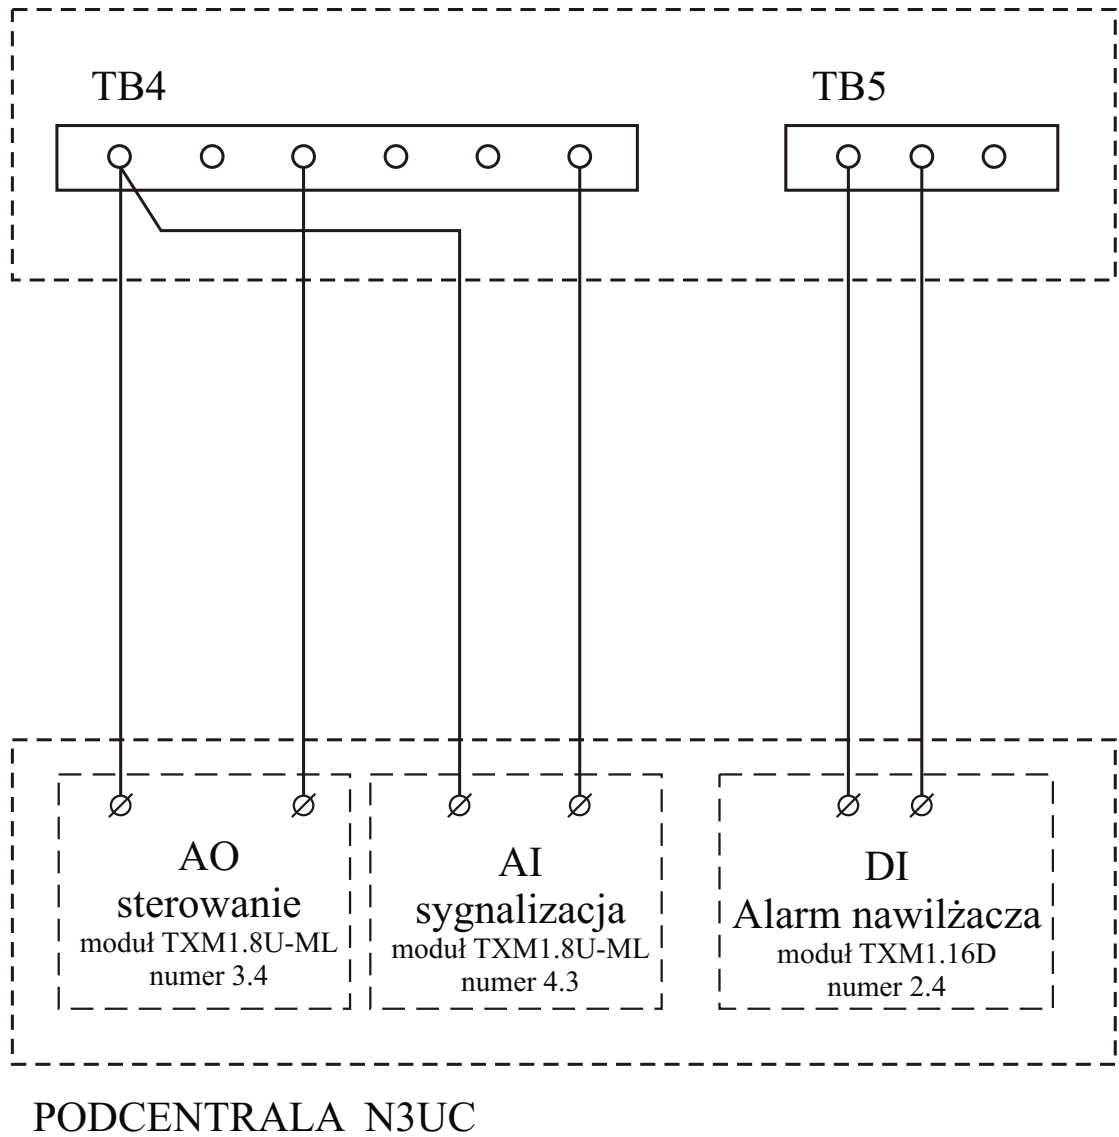 TB4
TB5
AO
sterowanie
moduł TXM1.8U-ML
numer 3.4
AI
sygnalizacja
moduł TXM1.8U-ML
numer 4.3
DI
Alarm nawilżacza
moduł TXM1.16D
numer 2.4
PODCENTRALA N3UC